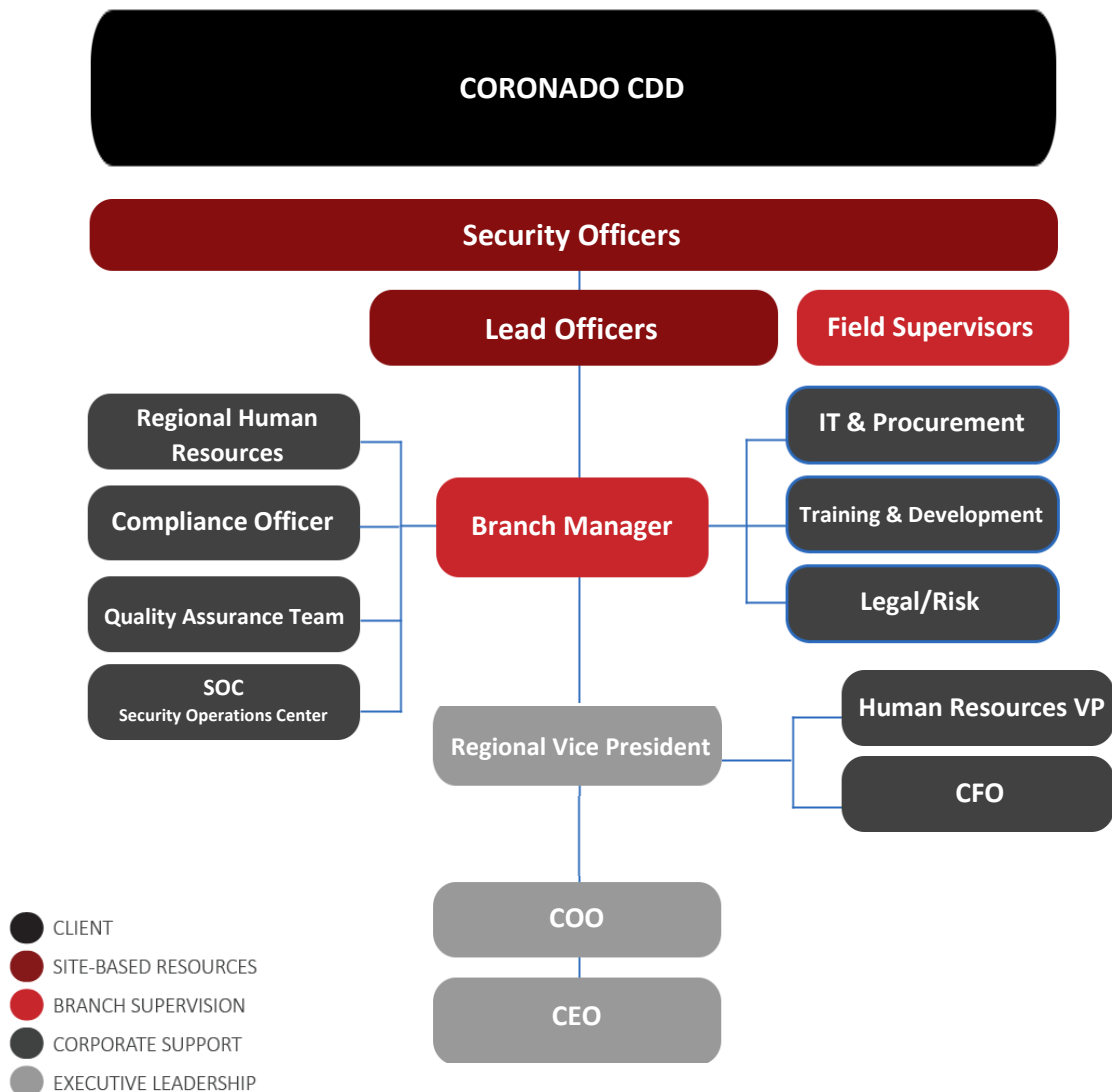 CORONADO CDD
Security Officers
Lead Officers
Field Supervisors
Regional Human
Resources
IT & Procurement
Compliance Officer
Branch Manager
Training & Development
Quality Assurance Team
Legal/Risk
SOC
Security Operations Center
Regional Vice President
Human Resources VP
CFO
COO
CEO
CLIENT
SITE-BASED RESOURCES
BRANCH SUPERVISION
CORPORATE SUPPORT
EXECUTIVE LEADERSHIP